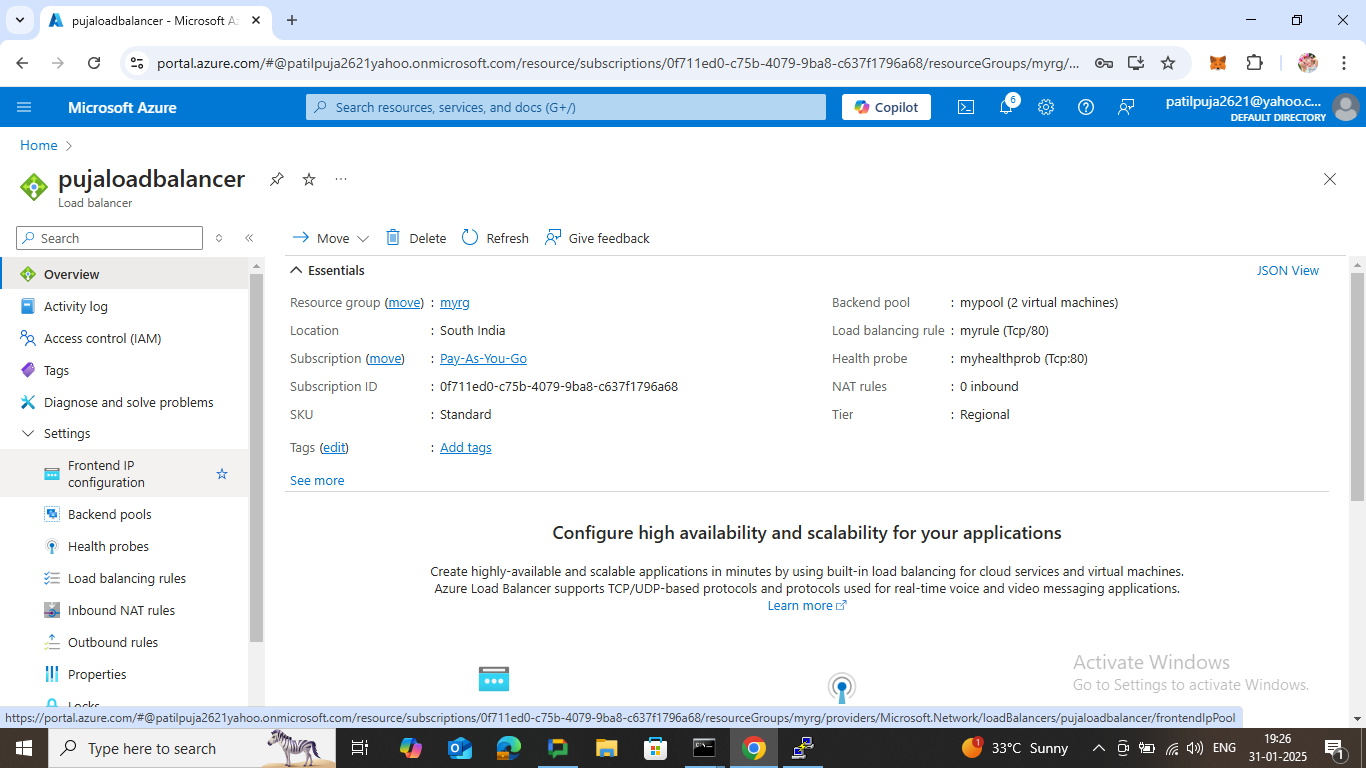 pujaloadbalancer - Microsoft Az
portal.azure.com/#@patilpuja2621yahoo.onmicrosoft.com/resource/subscriptions/0f711ed0-c75b-4079-9ba8-c637f1796a68/resourceGroups/myrg/...
Microsoft Azure
Search resources, services, and docs (G+/)
Copilot
6
patilpuja2621@yahoo.c...
DEFAULT DIRECTORY
Home
pujaloadbalancer
Load balancer
Search
Move
Delete
Refresh
Give feedback
Overview
Activity log
Access control (IAM)
Tags
Diagnose and solve problems
Settings
Frontend IP
configuration
Backend pools
Health probes
Load balancing rules
Inbound NAT rules
Outbound rules
Properties
Locks
Essentials
JSON View
Resource group (move) : myrg
Location : South India
Subscription (move) : Pay-As-You-Go
Subscription ID : 0f711ed0-c75b-4079-9ba8-c637f1796a68
SKU : Standard
Tags (edit) : Add tags
See more
Backend pool : mypool (2 virtual machines)
Load balancing rule : myrule (Tcp/80)
Health probe : myhealthprob (Tcp:80)
NAT rules : 0 inbound
Tier : Regional
Configure high availability and scalability for your applications
Create highly-available and scalable applications in minutes by using built-in load balancing for cloud services and virtual machines.
Azure Load Balancer supports TCP/UDP-based protocols and protocols used for real-time voice and video messaging applications.
Learn more
Activate Windows
Go to Settings to activate Windows.
https://portal.azure.com/#@patilpuja2621yahoo.onmicrosoft.com/resource/subscriptions/0f711ed0-c75b-4079-9ba8-c637f1796a68/resourceGroups/myrg/providers/Microsoft.Network/loadBalancers/pujaloadbalancer/frontendIpPool
Type here to search
33°C Sunny
ENG
19:26
31-01-2025
1